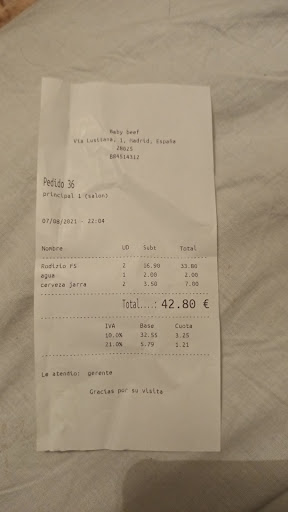 Baby Beef
Via Lusitana, 1, Madrid, España
28025
B04514312
Pedido 36
principal 1 (salon)
07/08/2021 - 22:04
Nombre UD Subt Total
Rodizio FS 2 16.90 33.80
agua 1 2.00 2.00
cerveza jarra 2 3.50 7.00
Total....: 42.80 €
IVA Base Cuota
10.0% 32.55 3.25
21.0% 5.79 1.21
Le atendio: gerente
Gracias por su visita